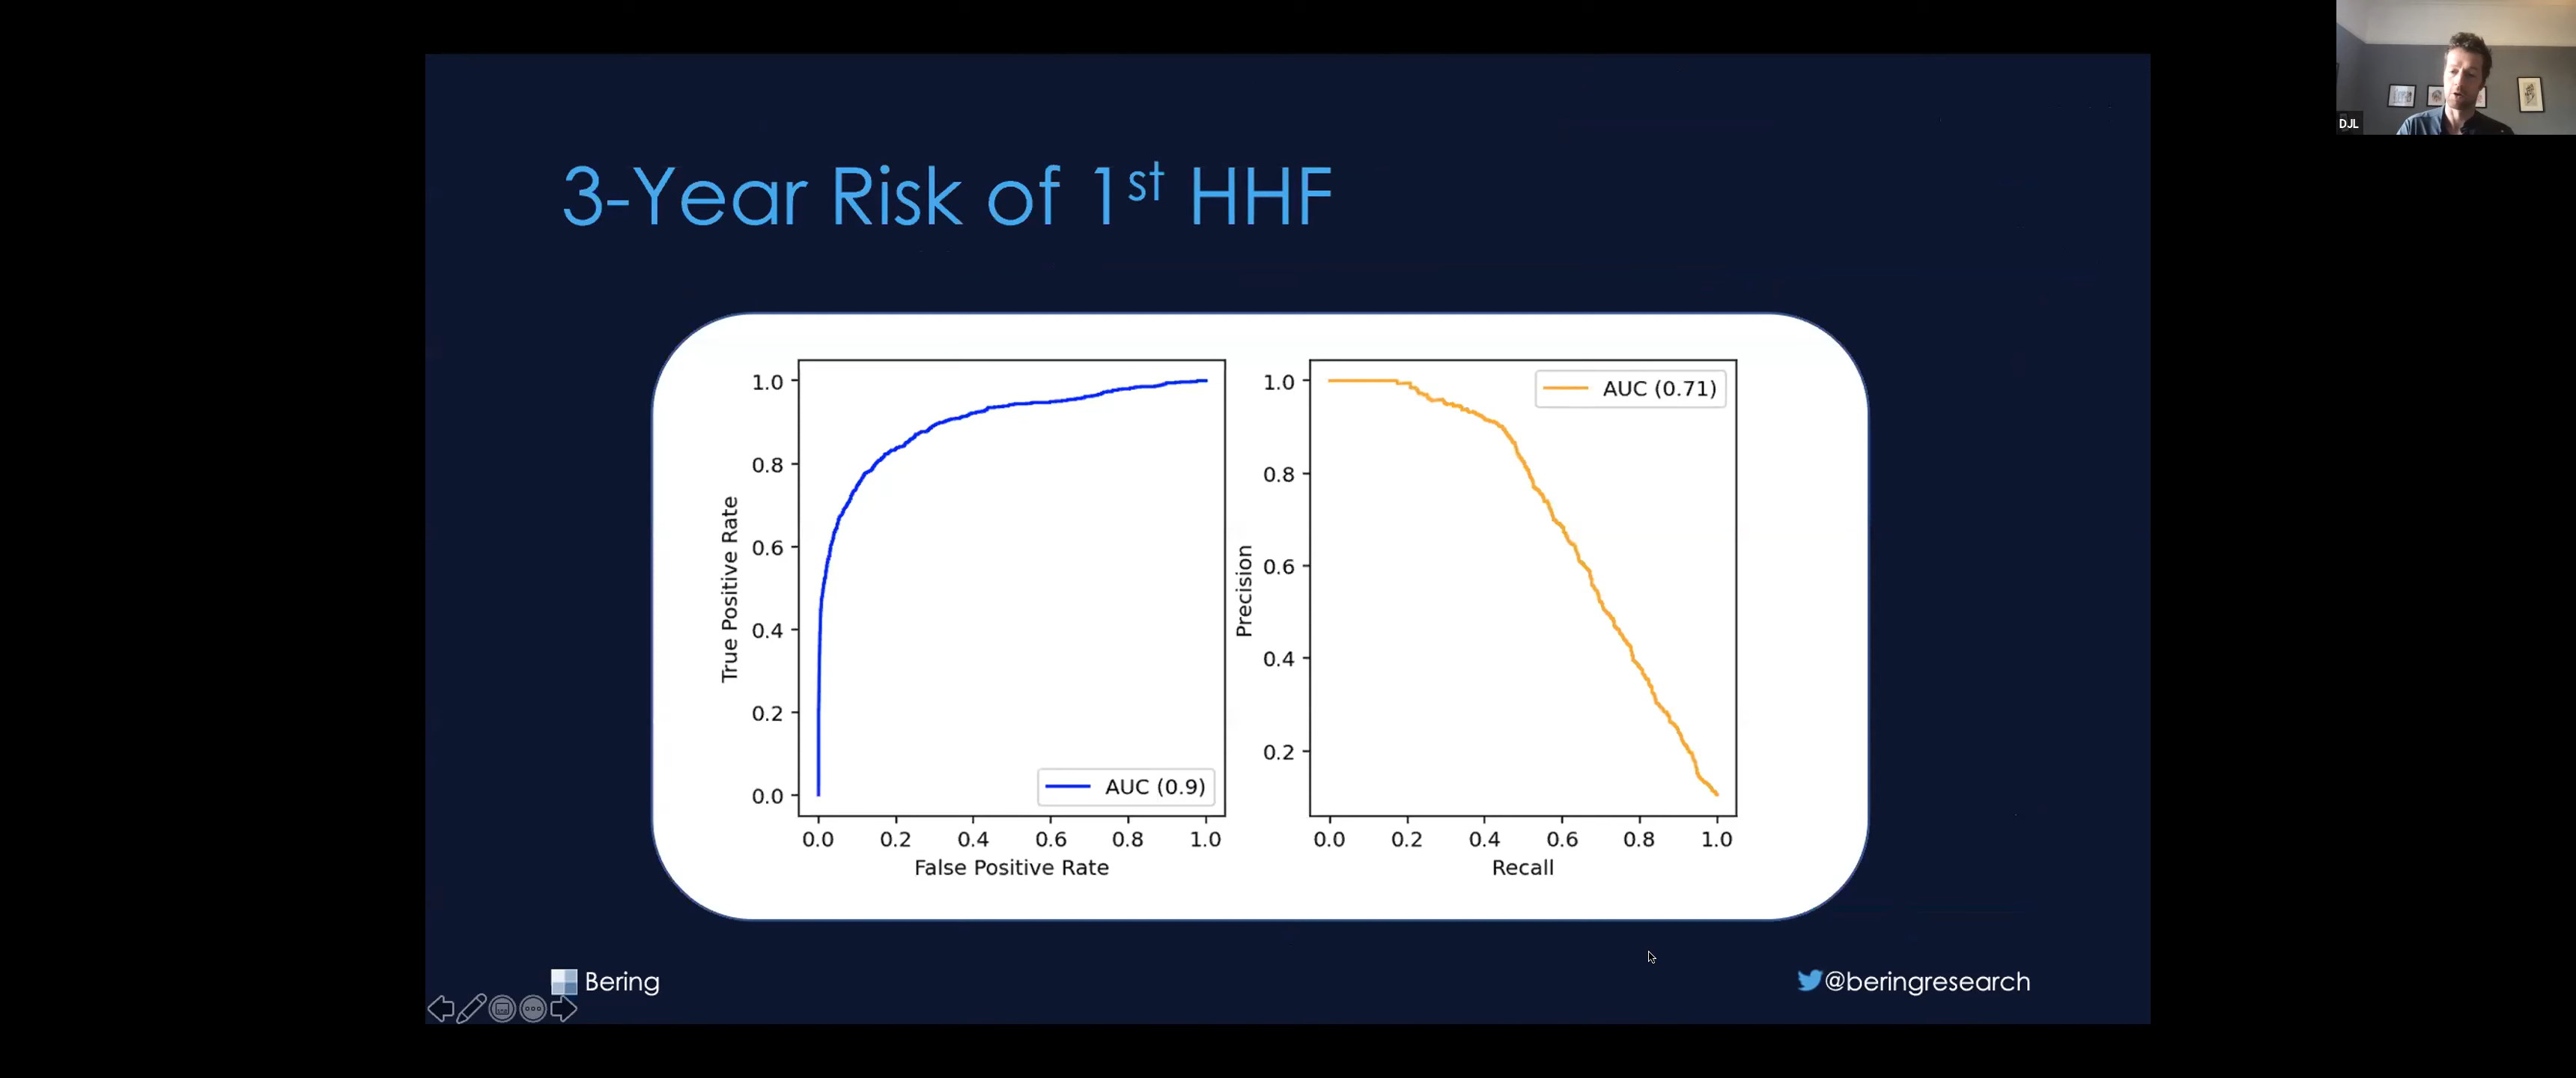 DJL
3-Year Risk of 1st HHF
1.0
0.8
0.6
0.4
0.2
0.0
True Positive Rate
AUC (0.9)
0.0 0.2 0.4 0.6 0.8 1.0
False Positive Rate
1.0
0.8
0.6
0.4
0.2
Precision
AUC (0.71)
0.0 0.2 0.4 0.6 0.8 1.0
Recall
Bering
@beringresearch